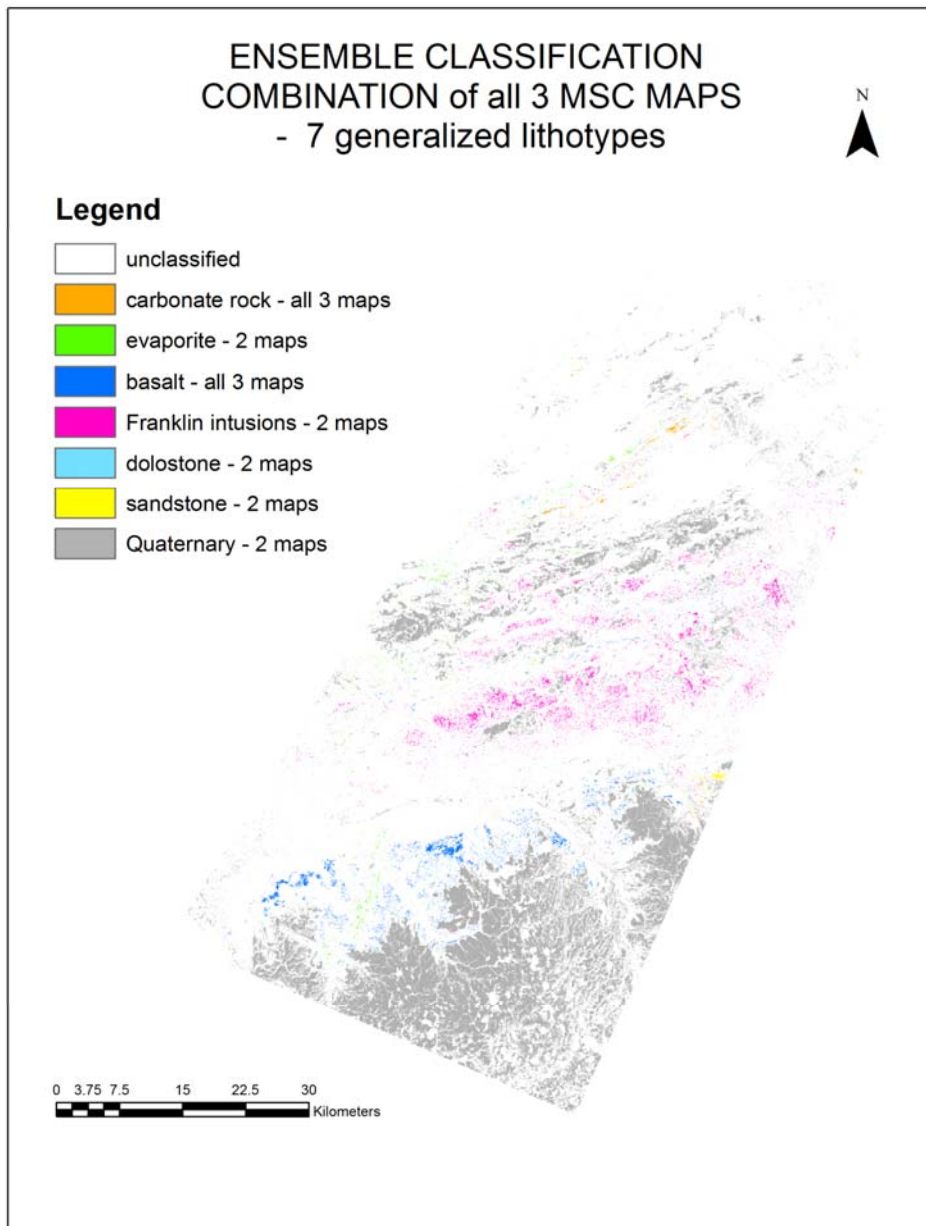 ENSEMBLE CLASSIFICATION
COMBINATION of all 3 MSC MAPS
- 7 generalized lithotypes
N
Legend
unclassified
carbonate rock - all 3 maps
evaporite - 2 maps
basalt - all 3 maps
Franklin intusions - 2 maps
dolostone - 2 maps
sandstone - 2 maps
Quaternary - 2 maps
0 3.75 7.5 15 22.5 30
Kilometers